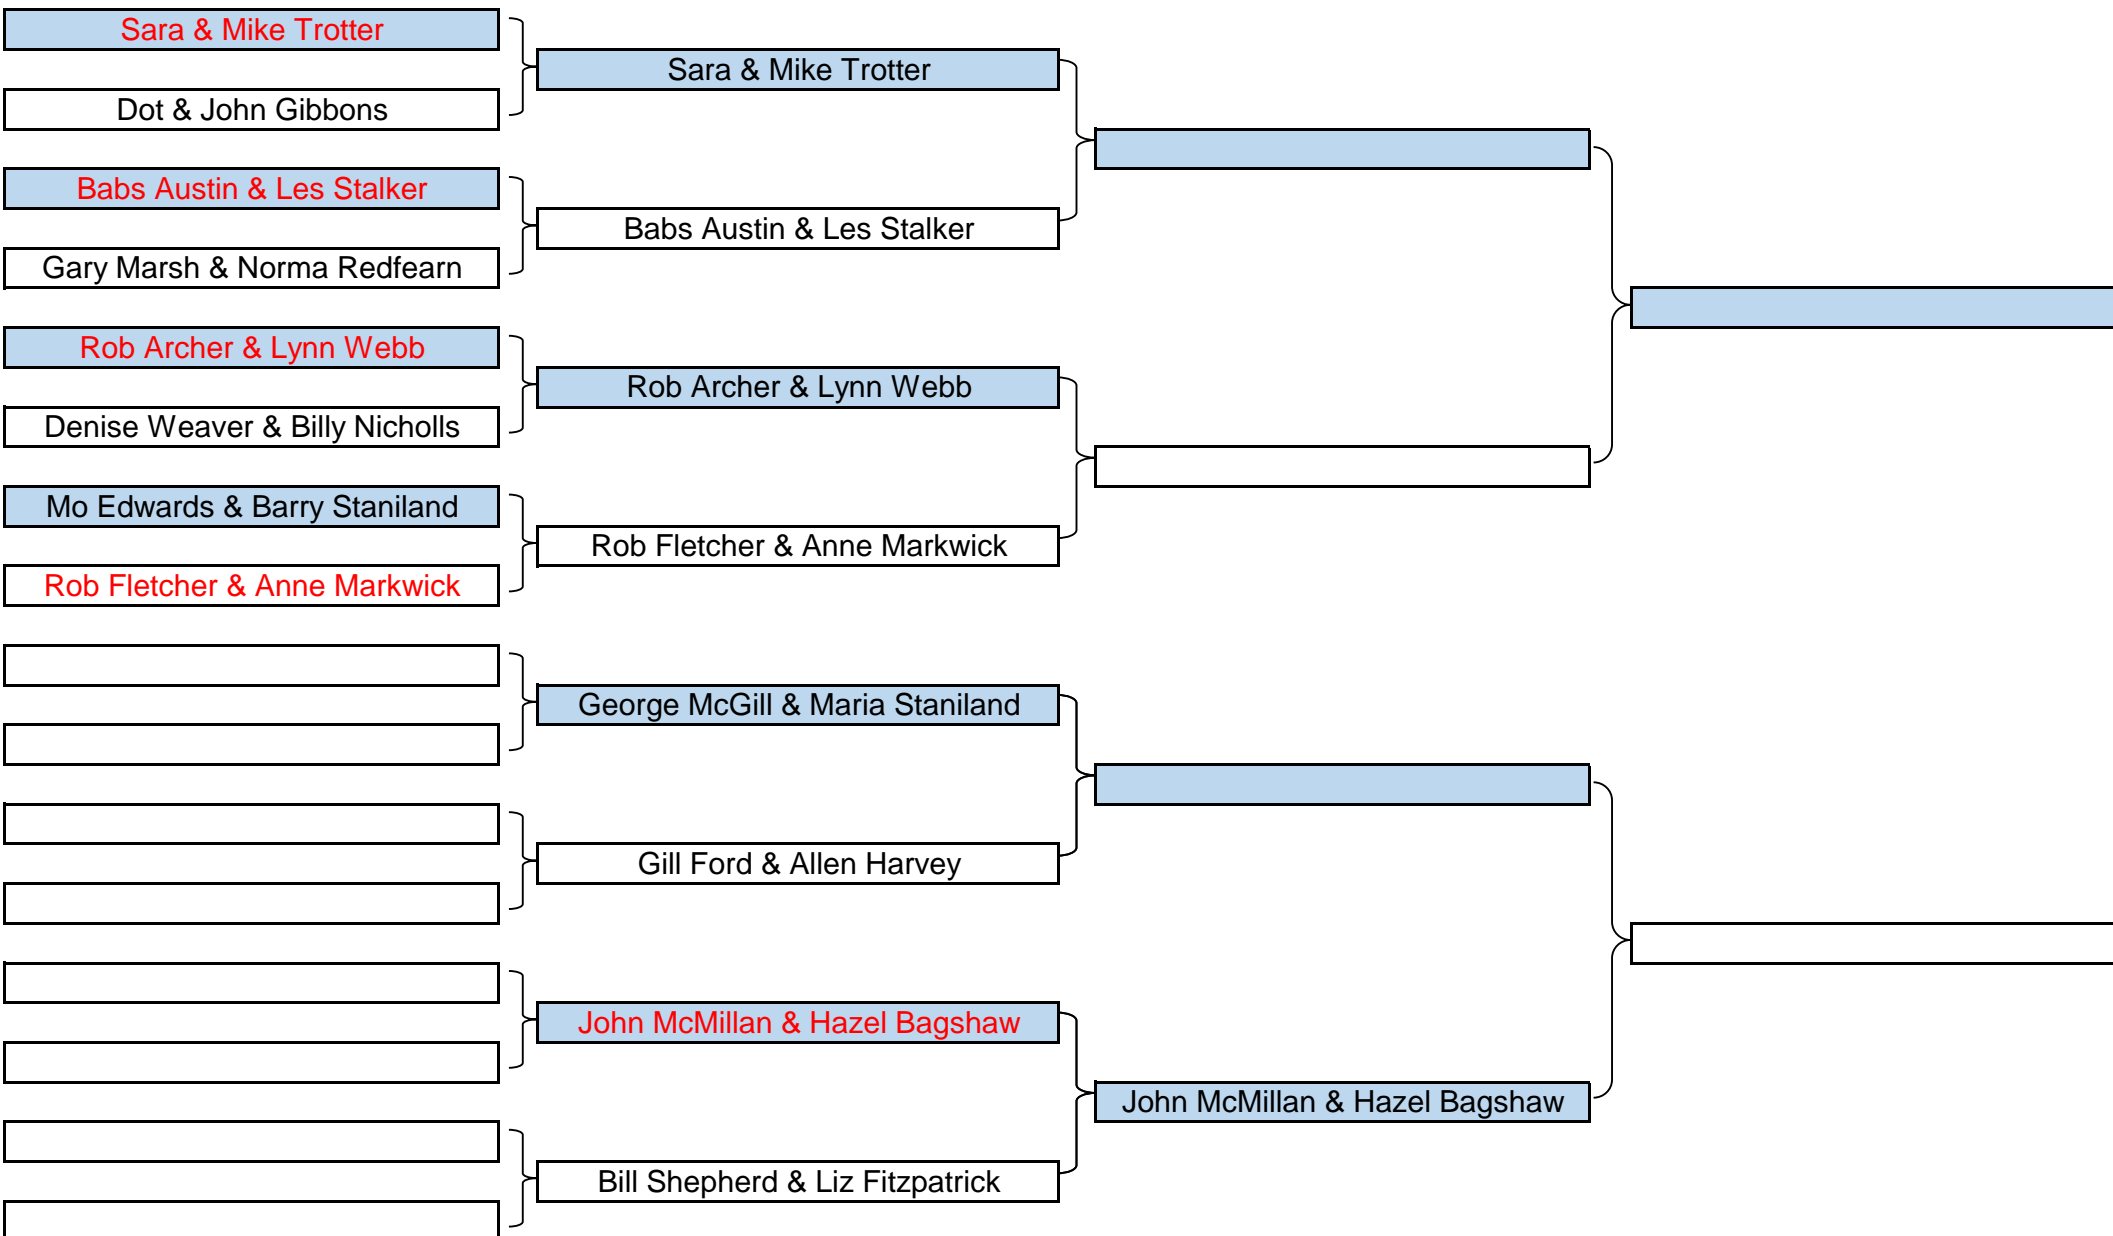 Sara & Mike Trotter
Dot & John Gibbons
Babs Austin & Les Stalker
Gary Marsh & Norma Redfearn
Rob Archer & Lynn Webb
Denise Weaver & Billy Nicholls
Mo Edwards & Barry Staniland
Rob Fletcher & Anne Markwick
Sara & Mike Trotter
Babs Austin & Les Stalker
Rob Archer & Lynn Webb
Rob Fletcher & Anne Markwick
George McGill & Maria Staniland
Gill Ford & Allen Harvey
John McMillan & Hazel Bagshaw
Bill Shepherd & Liz Fitzpatrick
John McMillan & Hazel Bagshaw